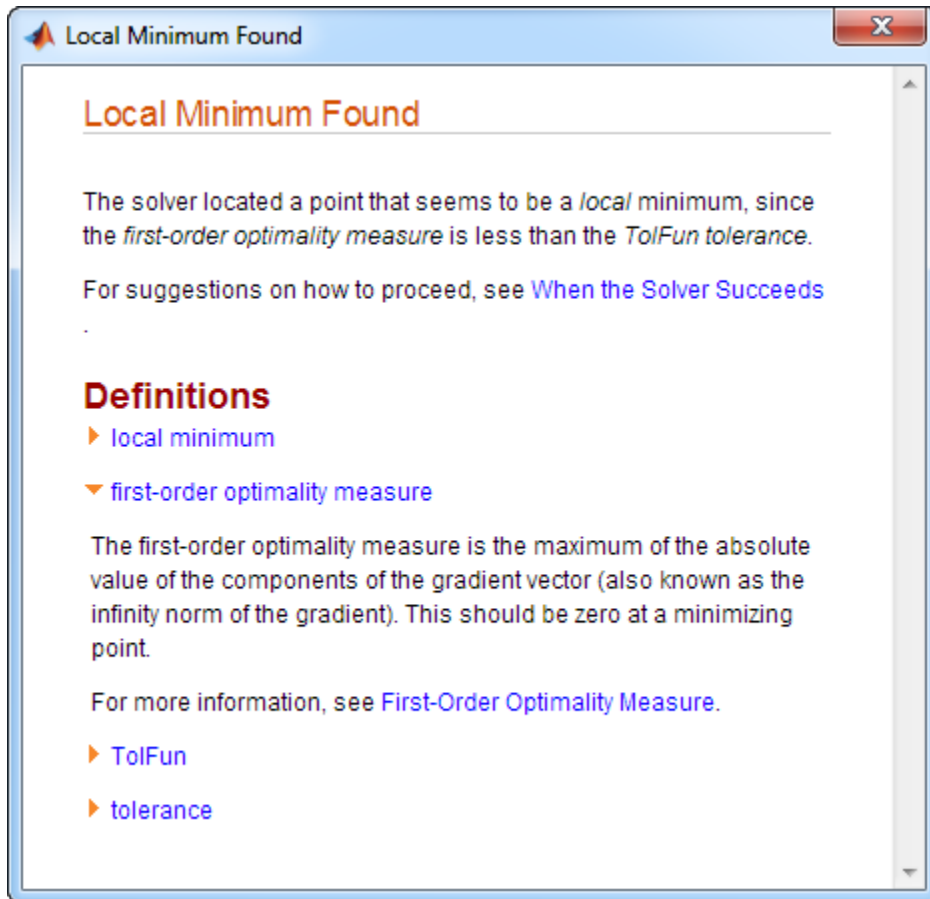 Local Minimum Found
Local Minimum Found
The solver located a point that seems to be a local minimum, since
the first-order optimality measure is less than the TolFun tolerance.
For suggestions on how to proceed, see When the Solver Succeeds
.
Definitions
local minimum
first-order optimality measure
The first-order optimality measure is the maximum of the absolute
value of the components of the gradient vector (also known as the
infinity norm of the gradient). This should be zero at a minimizing
point.
For more information, see First-Order Optimality Measure.
TolFun
tolerance